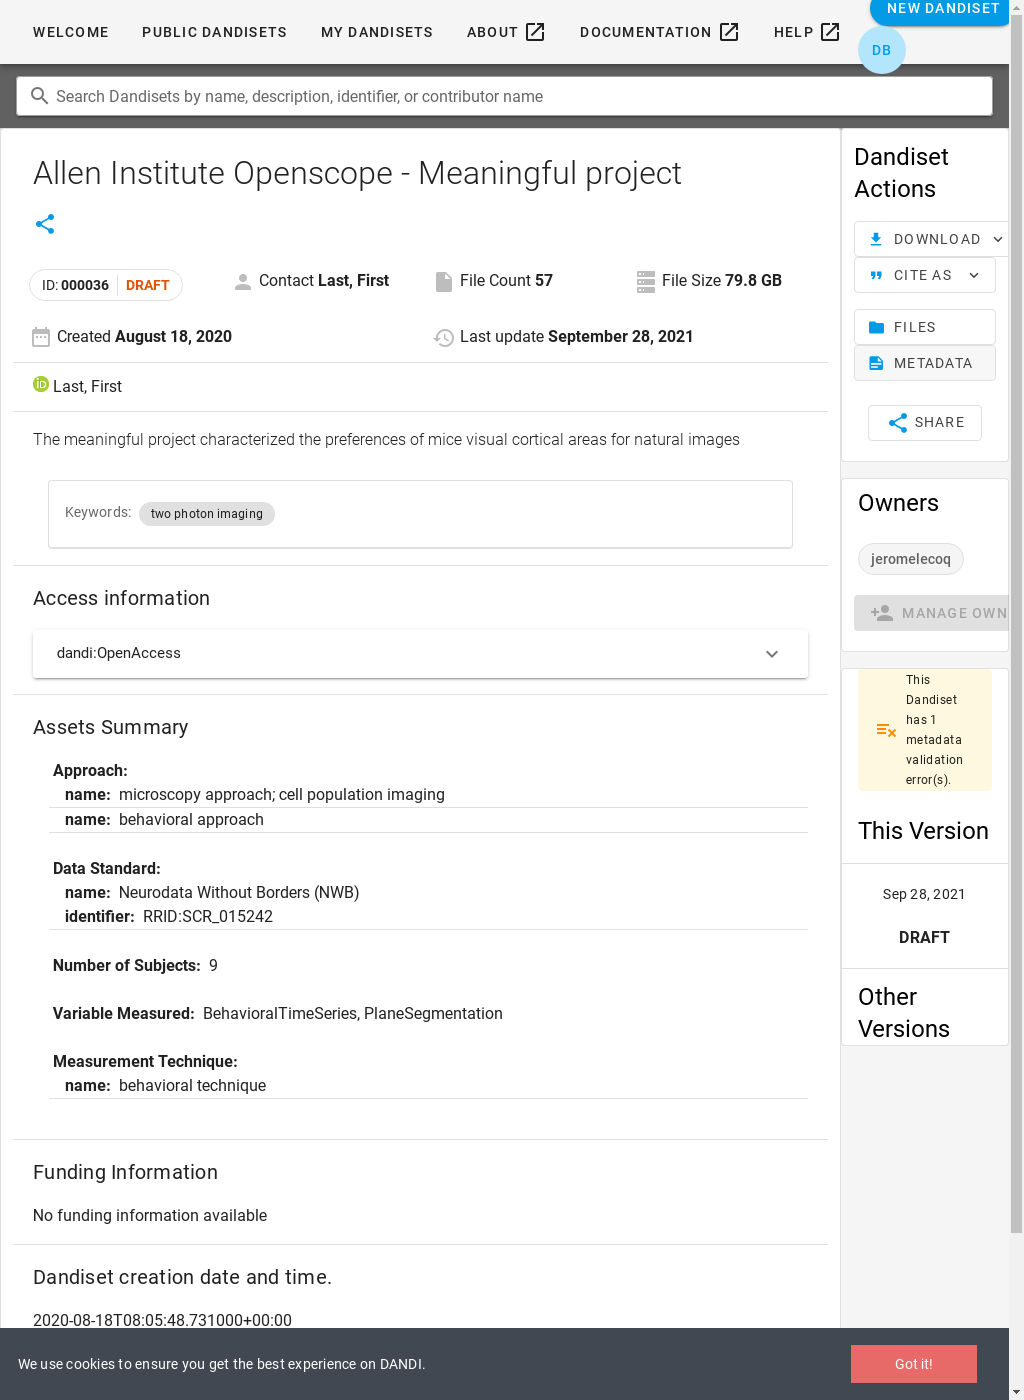 WELCOME PUBLIC DANDISETS MY DANDISETS ABOUT DOCUMENTATION HELP NEW DANDISET
DB
Search Dandisets by name, description, identifier, or contributor name
Allen Institute Openscope - Meaningful project
ID: 000036 DRAFT Contact Last, First File Count 57 File Size 79.8 GB
Created August 18, 2020 Last update September 28, 2021
iD Last, First
The meaningful project characterized the preferences of mice visual cortical areas for natural images
Keywords: two photon imaging
Access information
dandi:OpenAccess
Assets Summary
Approach:
name: microscopy approach; cell population imaging
name: behavioral approach
Data Standard:
name: Neurodata Without Borders (NWB)
identifier: RRID:SCR_015242
Number of Subjects: 9
Variable Measured: BehavioralTimeSeries, PlaneSegmentation
Measurement Technique:
name: behavioral technique
Funding Information
No funding information available
Dandiset creation date and time.
2020-08-18T08:05:48.731000+00:00
Dandiset
Actions
DOWNLOAD
CITE AS
FILES
METADATA
SHARE
Owners
jeromelecoq
MANAGE OWN
This
Dandiset
has 1
metadata
validation
error(s).
This Version
Sep 28, 2021
DRAFT
Other
Versions
We use cookies to ensure you get the best experience on DANDI.
Got it!